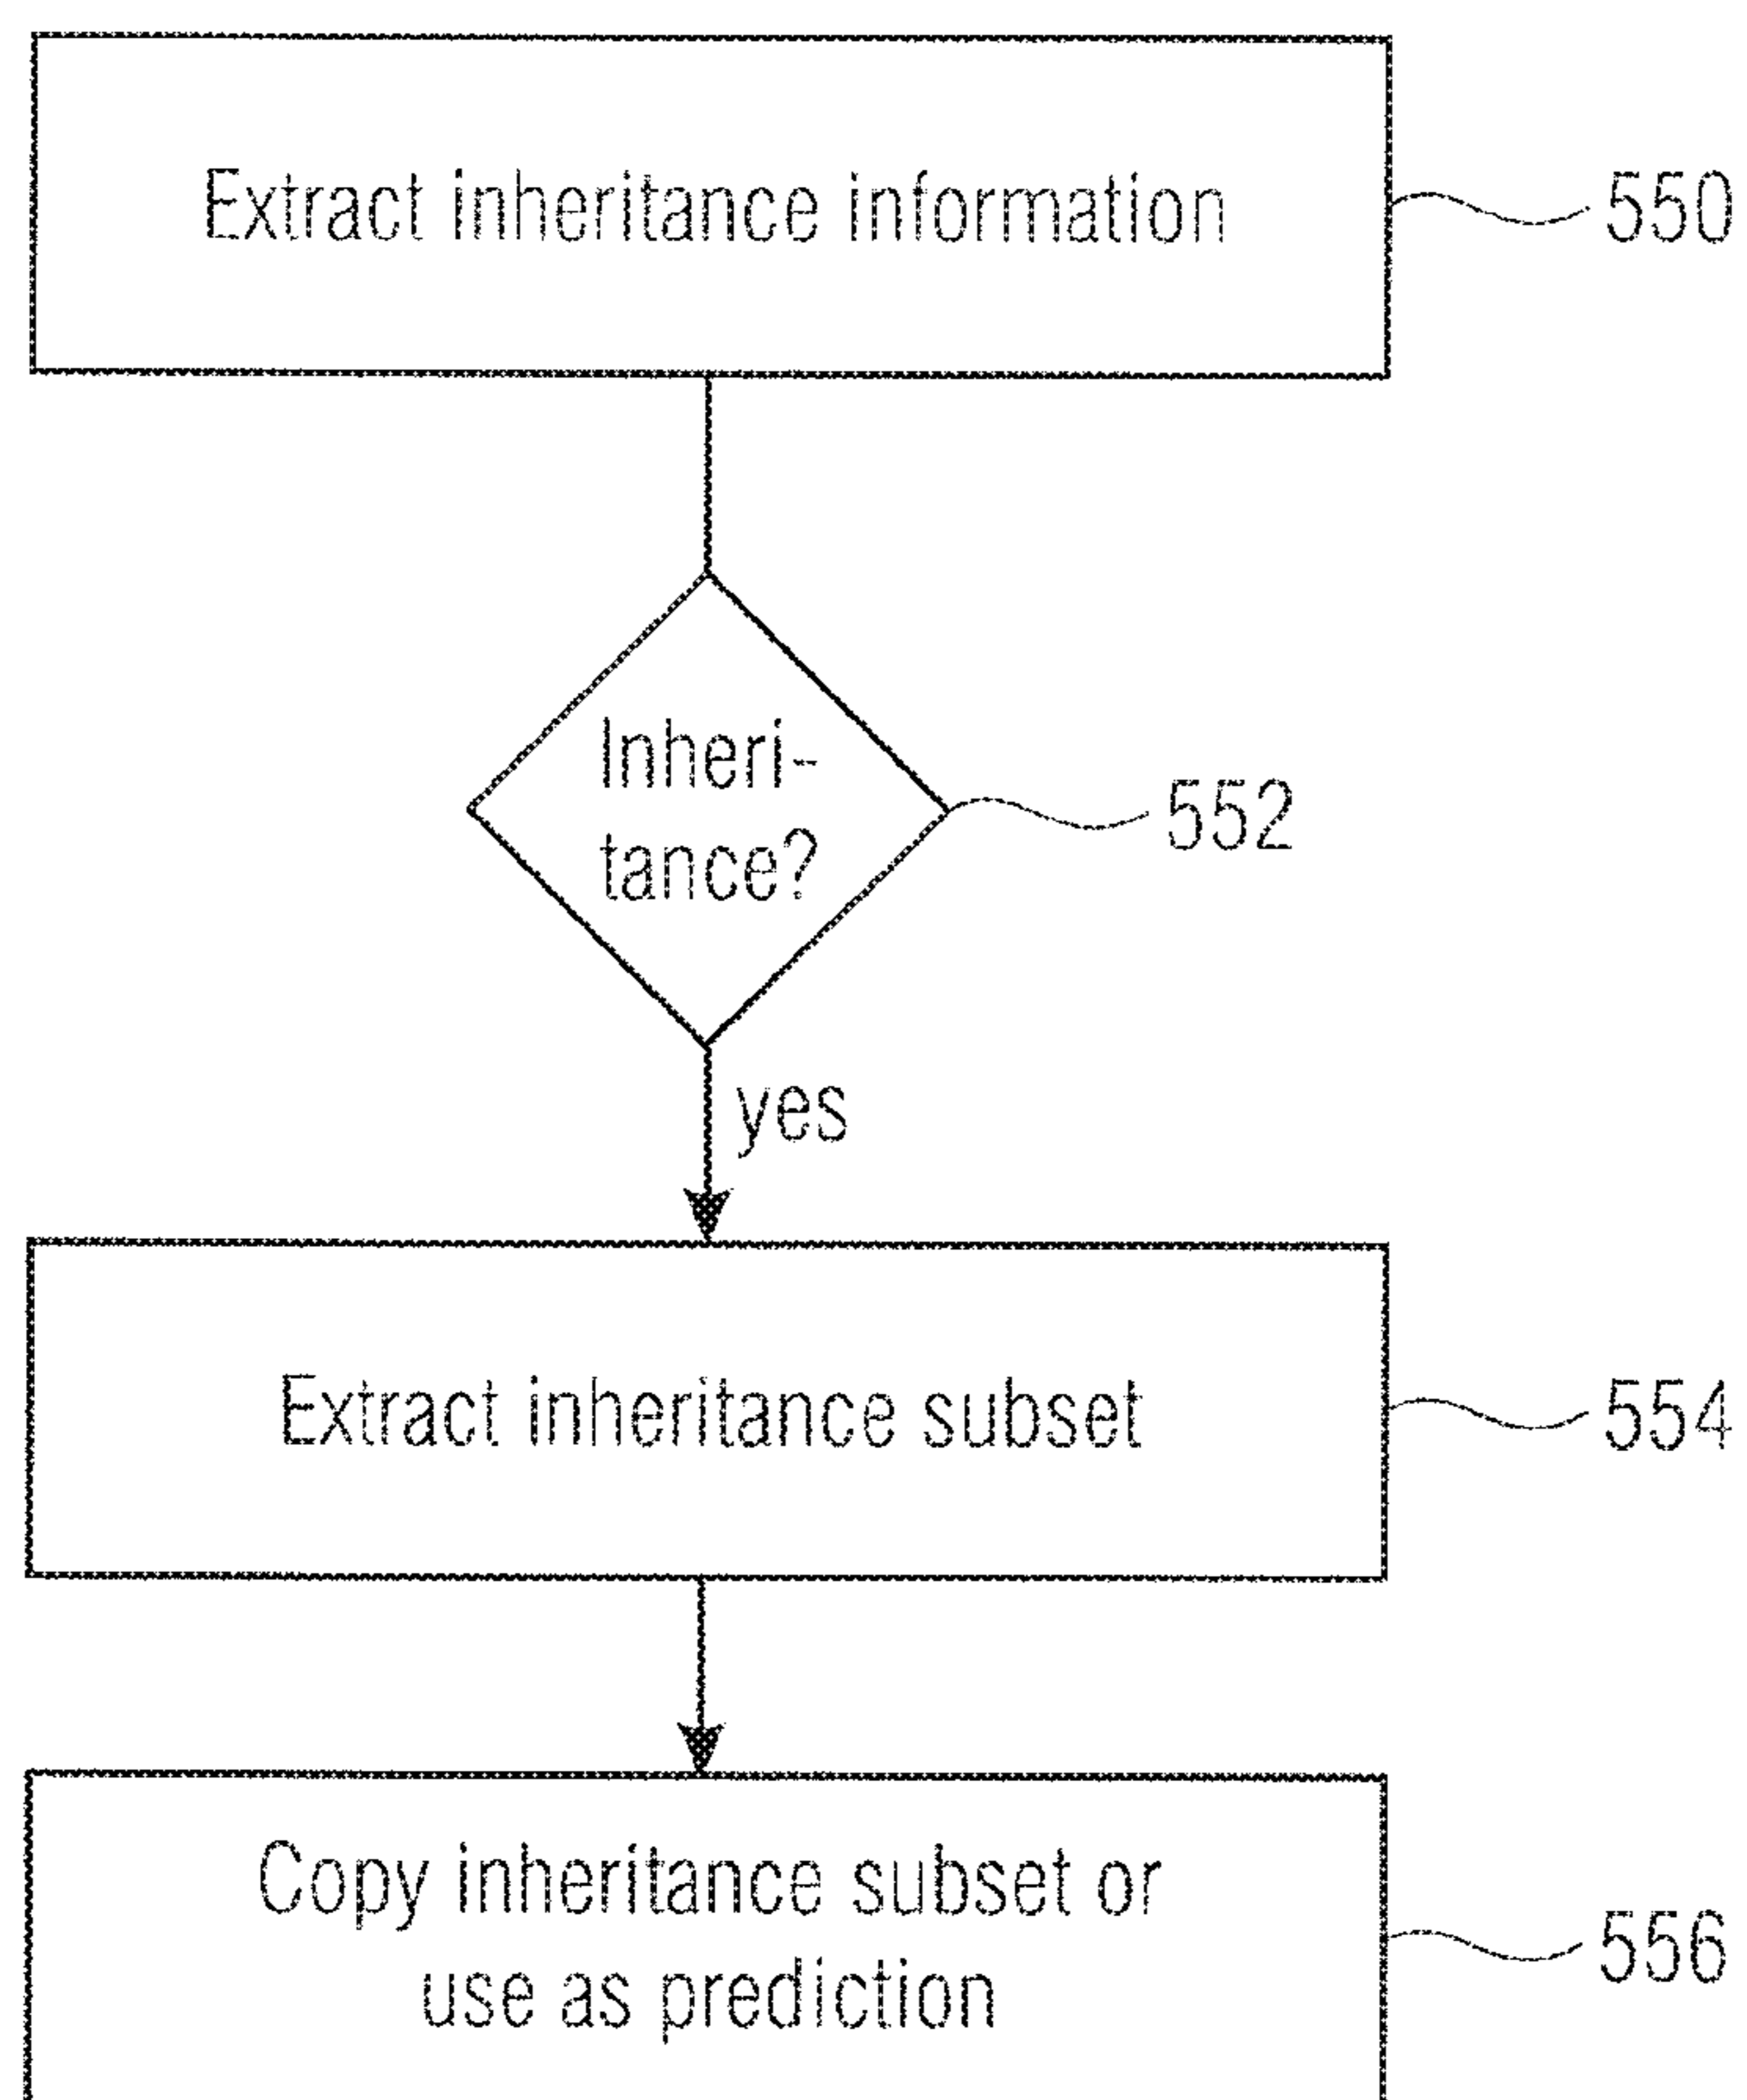 Extract inheritance information
550
Inheri-
tance?
552
yes
Extract inheritance subset
554
Copy inheritance subset or
use as prediction
556